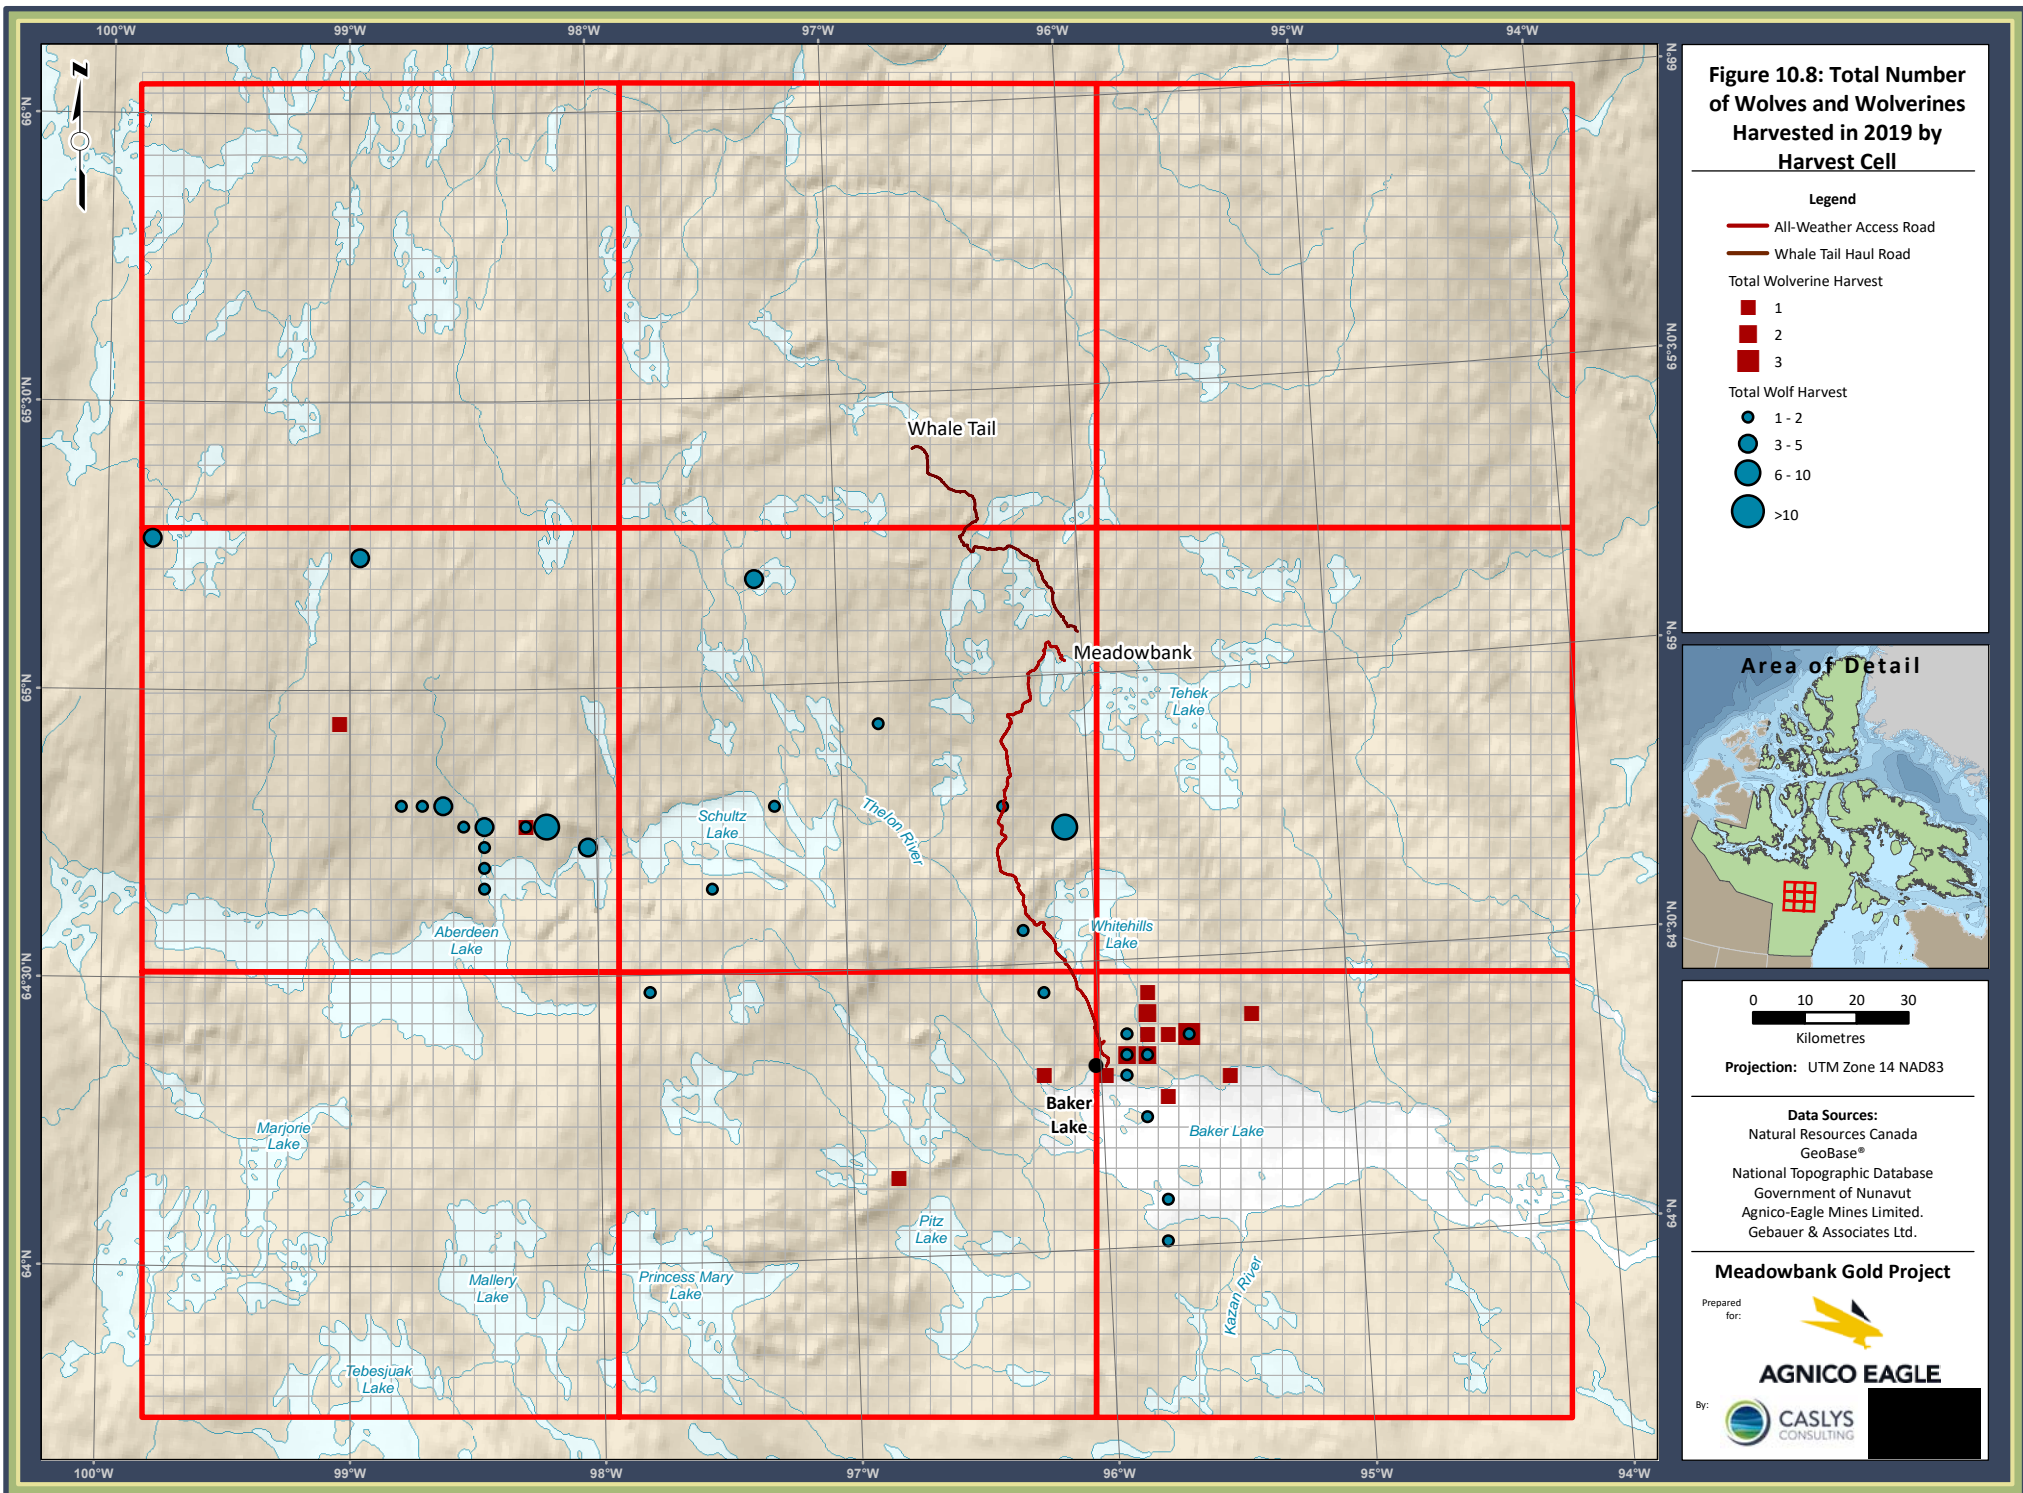 100°W
99°W
98°W
97°W
96°W
95°W
94°W
66°N
65°30'N
65°N
64°30'N
64°N
66°N
65°30'N
65°N
64°30'N
64°N
100°W
99°W
98°W
97°W
96°W
95°W
94°W
N
Whale Tail
Meadowbank
Tehek
Lake
Schultz
Lake
Thelon River
Aberdeen
Lake
Whitehills
Lake
Baker
Lake
Baker Lake
Marjorie
Lake
Pitz
Lake
Mallery
Lake
Princess Mary
Lake
Kazan River
Tebesjuak
Lake
Figure 10.8: Total Number
of Wolves and Wolverines
Harvested in 2019 by
Harvest Cell
Legend
All-Weather Access Road
Whale Tail Haul Road
Total Wolverine Harvest
1
2
3
Total Wolf Harvest
1 - 2
3 - 5
6 - 10
>10
Area of Detail
0 10 20 30
Kilometres
Projection: UTM Zone 14 NAD83
Data Sources:
Natural Resources Canada
GeoBase®
National Topographic Database
Government of Nunavut
Agnico-Eagle Mines Limited.
Gebauer & Associates Ltd.
Meadowbank Gold Project
Prepared
for:
AGNICO EAGLE
By:
CASLYS
CONSULTING